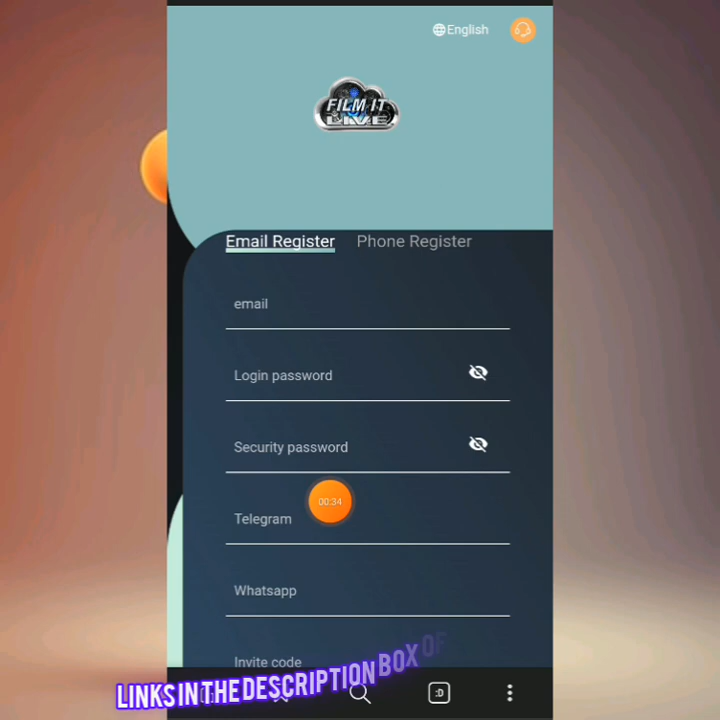 English
FILM IT
LIVE
Email Register Phone Register
email
Login password
Security password
00:34
Telegram
Whatsapp
Invite code
LINKS IN THE DESCRIPTION BOX OF
:D